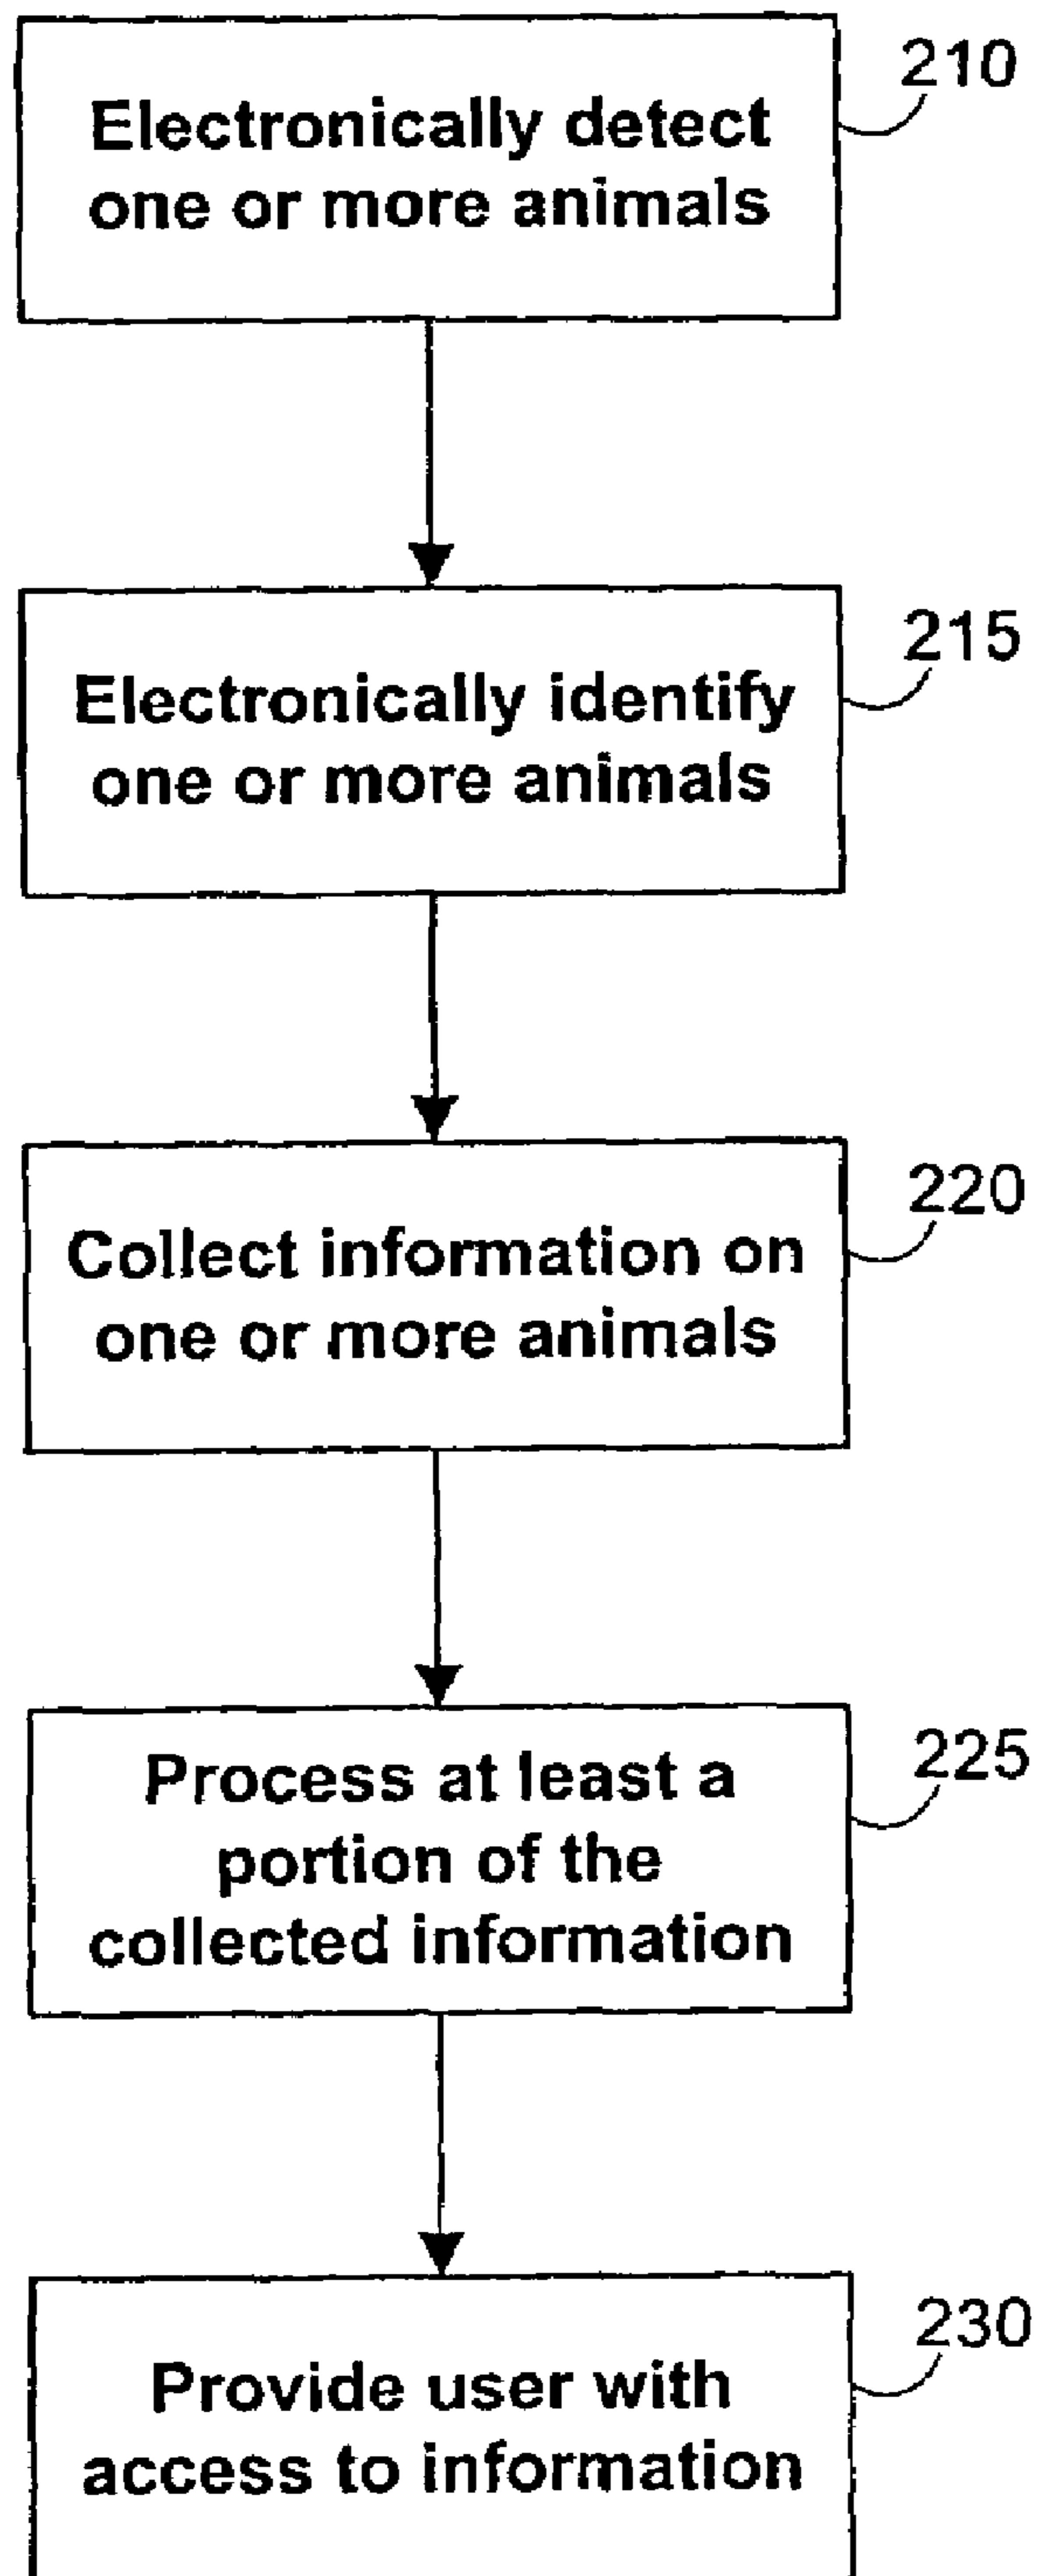 210
Electronically detect
one or more animals
215
Electronically identify
one or more animals
220
Collect information on
one or more animals
225
Process at least a
portion of the
collected information
230
Provide user with
access to information